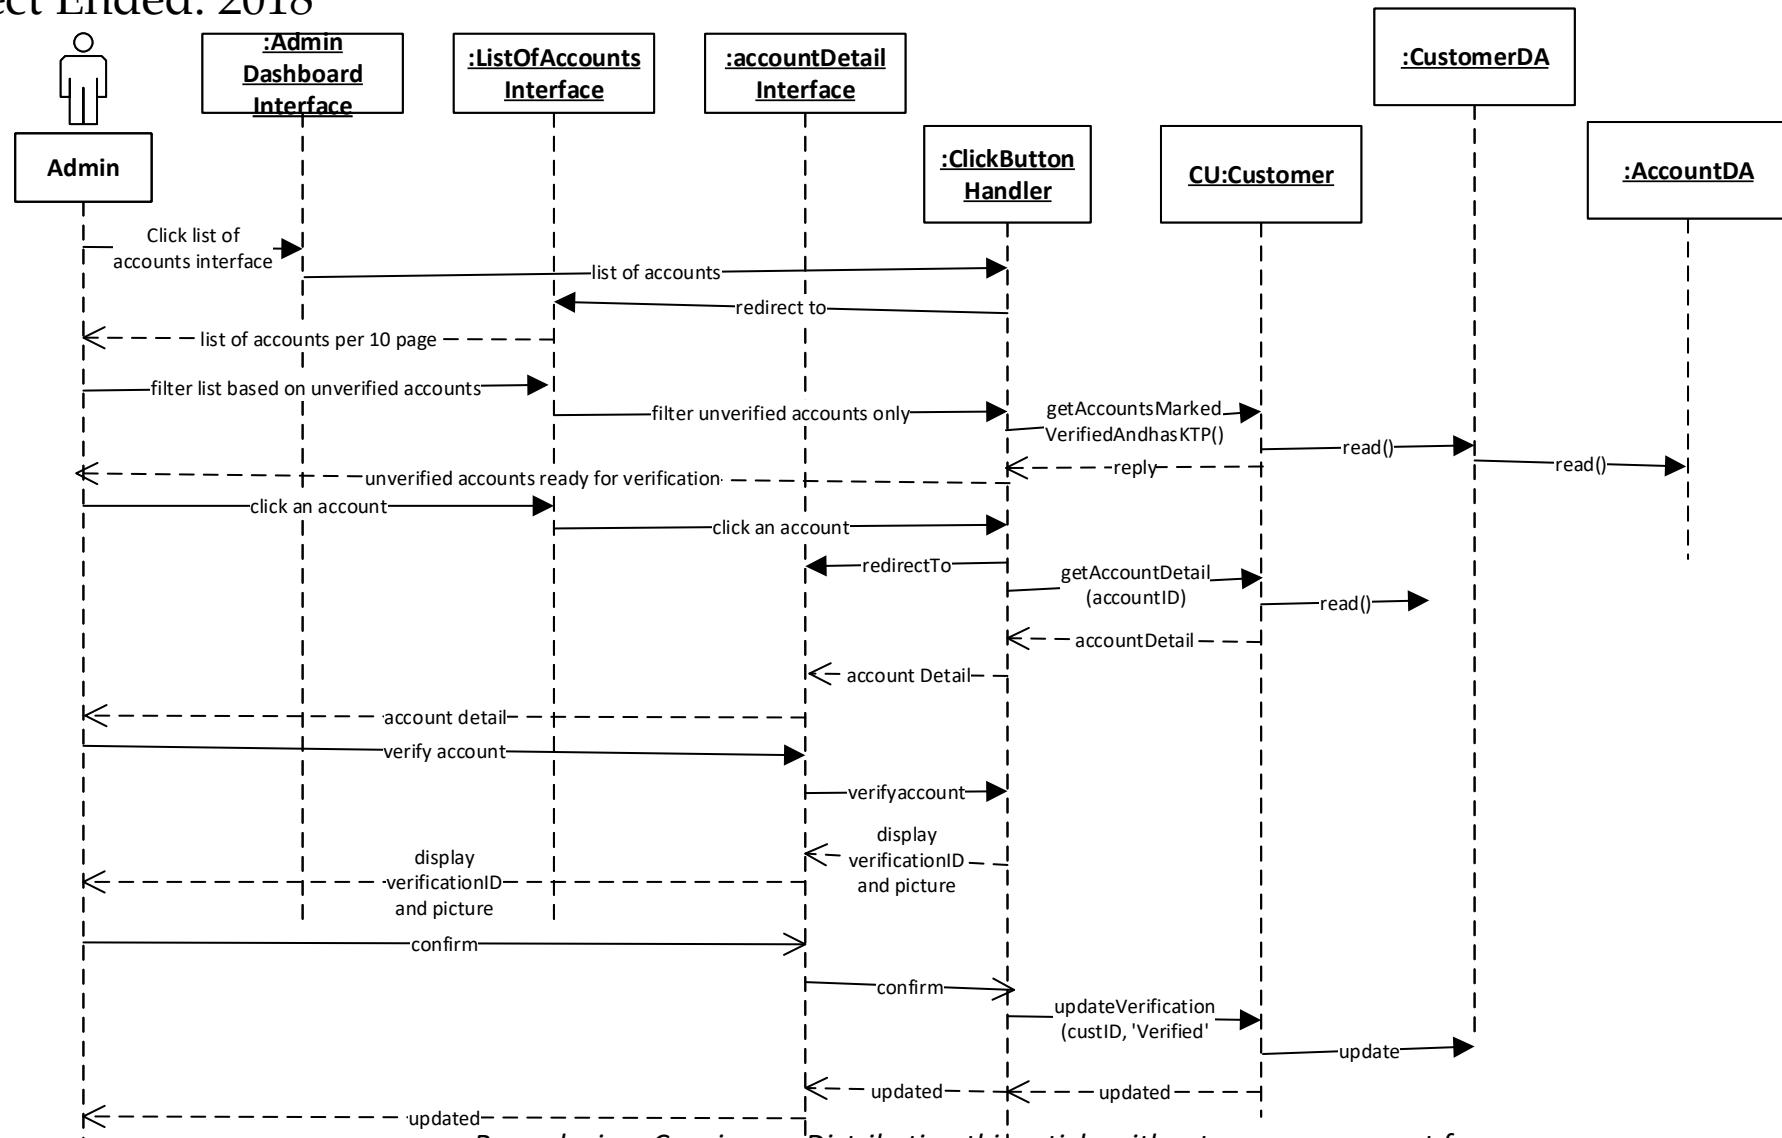 ect Ended: 2018
:Admin
Dashboard
Interface
:ListOfAccounts
Interface
:accountDetail
Interface
:CustomerDA
Admin
:ClickButton
Handler
CU:Customer
:AccountDA
Click list of
accounts interface
list of accounts
redirect to
list of accounts per 10 page
filter list based on unverified accounts
filter unverified accounts only
getAccountsMarked
VerifiedAndhasKTP()
read()
read()
reply
unverified accounts ready for verification
click an account
click an account
redirectTo
getAccountDetail
(accountID)
read()
accountDetail
account Detail
account detail
verify account
verifyaccount
display
verificationID
and picture
display
verificationID
and picture
confirm
confirm
updateVerification
(custID, 'Verified'
update
updated
updated
updated